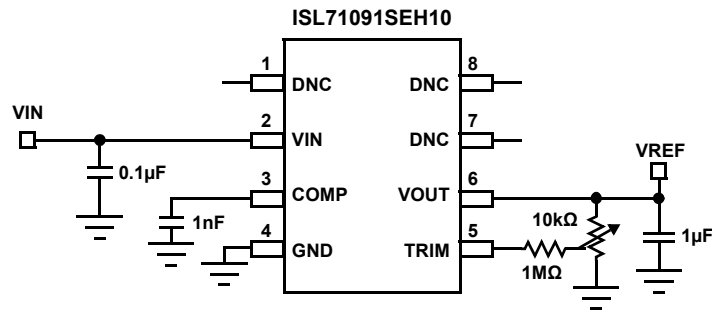 ISL71091SEH10
1
DNC
8
DNC
VIN
2
VIN
7
DNC
VREF
0.1µF
3
COMP
6
VOUT
1nF
10kΩ
4
GND
5
TRIM
1MΩ
1µF